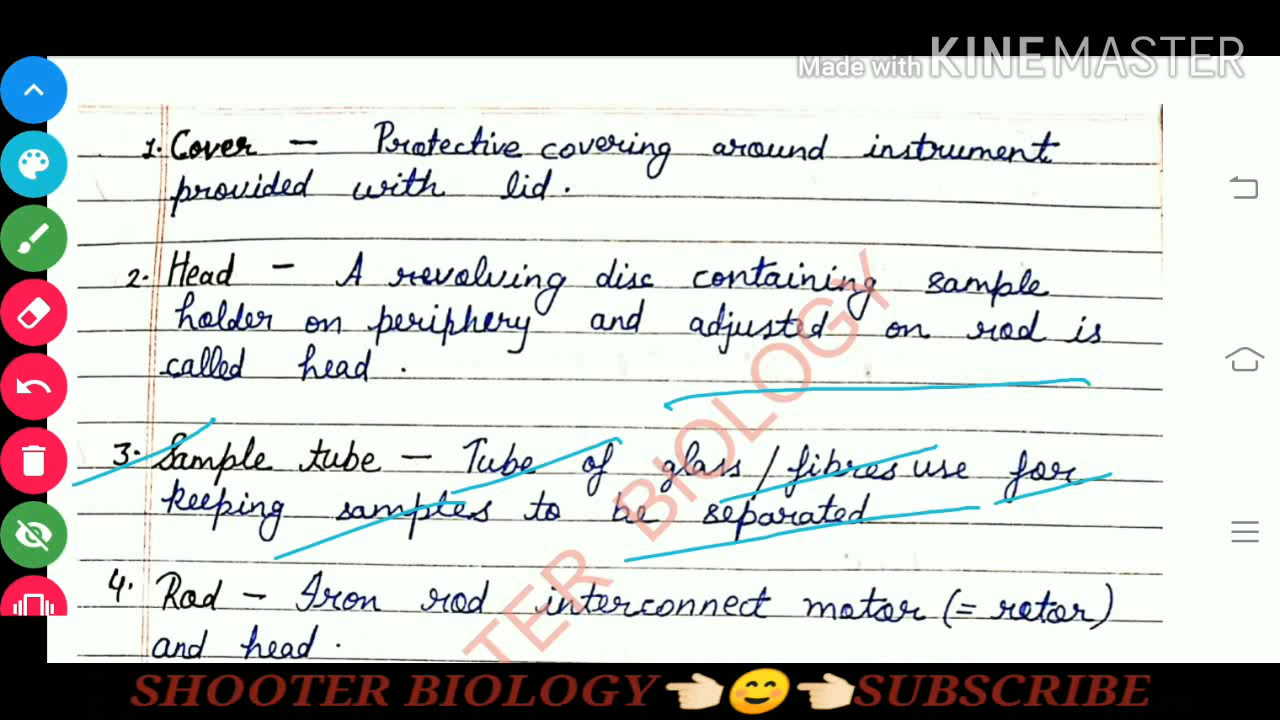 Made with KINEMASTER
1. Cover - Protective covering around instrument
provided with lid.
2. Head - A revolving disc containing sample
holder on periphery and adjusted on rod is
called head.
3. Sample tube - Tube of glass / fibres use for
keeping samples to be separated
4. Rod - Iron rod interconnect motor (= rotor)
and head.
TER BIOLOGY
SHOOTER BIOLOGY👈🏻😊👉🏻SUBSCRIBE